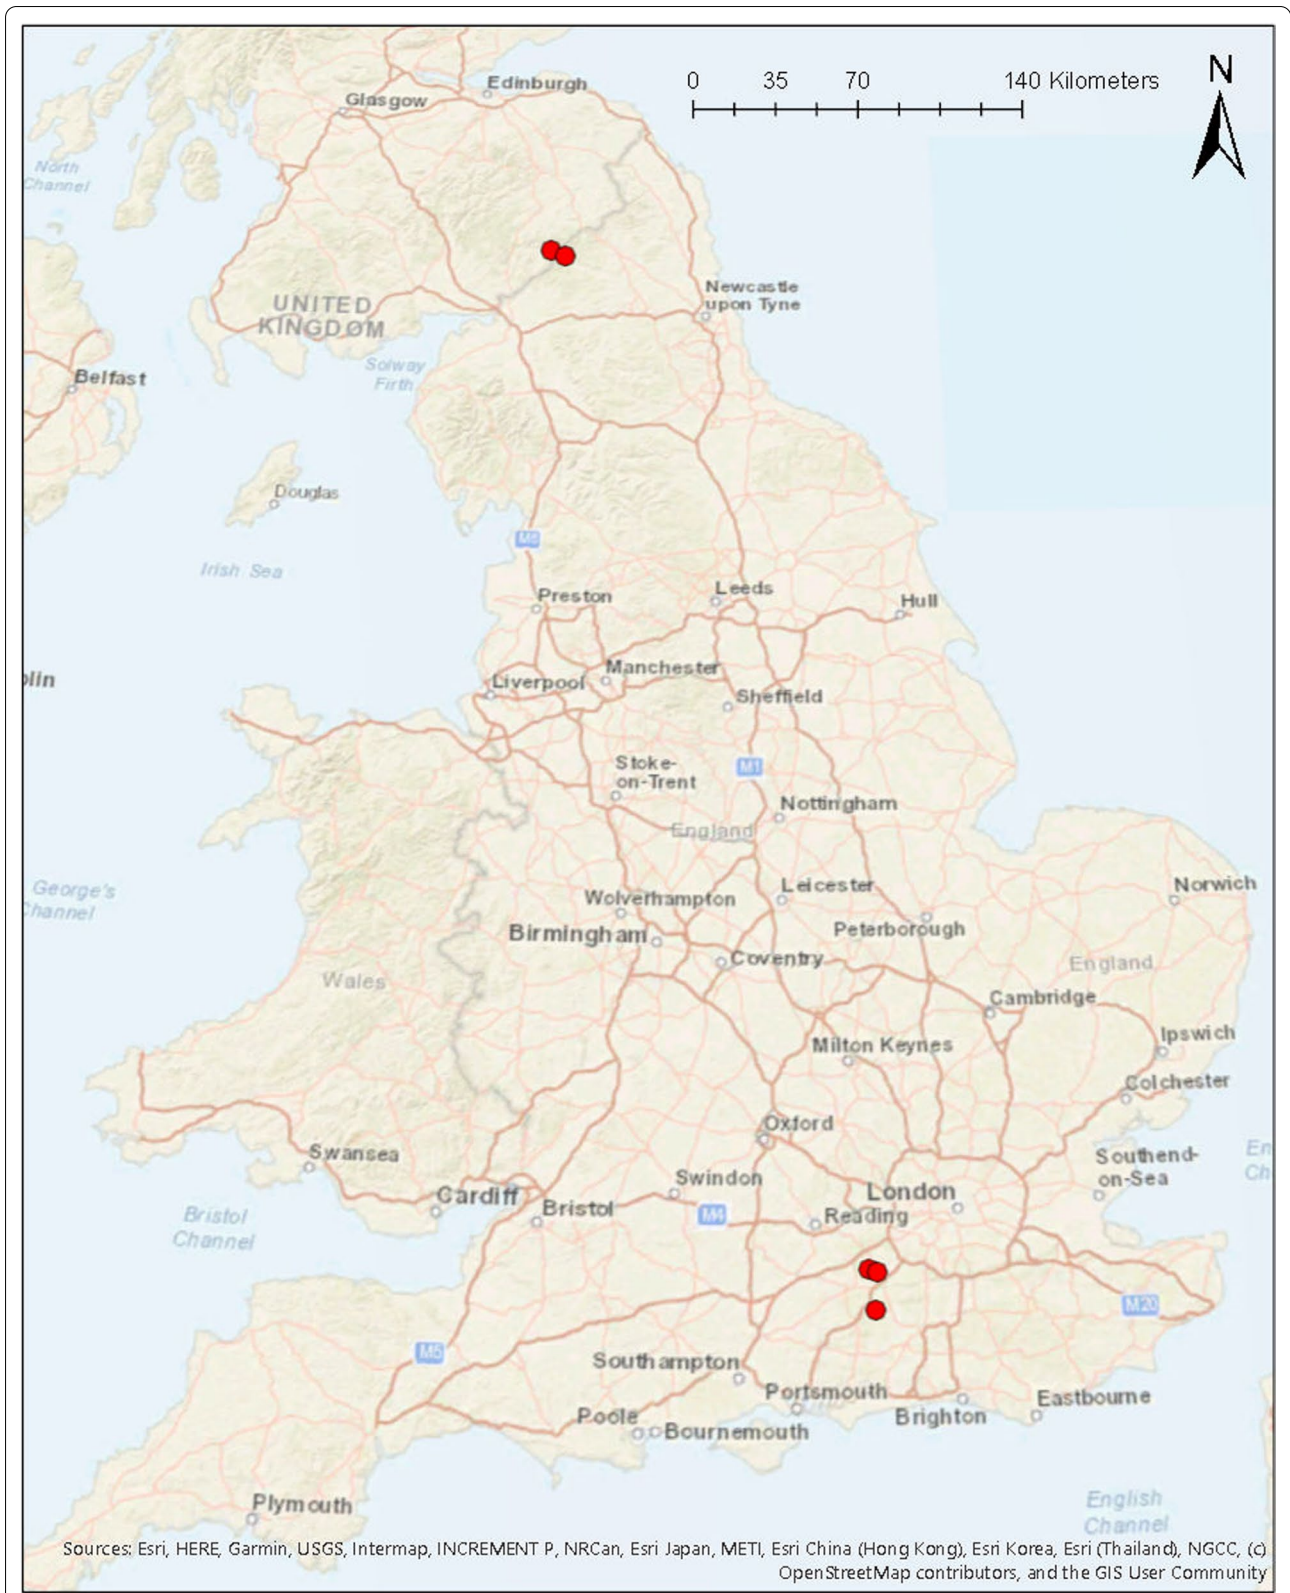 0 35 70 140 Kilometers
N
Edinburgh
Glasgow
North
Channel
Newcastle
upon Tyne
UNITED
KINGDOM
Solway
Firth
Belfast
Douglas
M6
Irish Sea
Preston
Leeds
Hull
Manchester
Liverpool
Sheffield
lin
Stoke-
on-Trent
M1
Nottingham
England
Leicester
Norwich
Wolverhampton
Peterborough
Birmingham
Coventry
George's
Channel
England
Wales
Cambridge
Ipswich
Milton Keynes
Colchester
Oxford
Swansea
Southend-
on-Sea
En
Ch
Swindon
London
Cardiff
Bristol
M4
Reading
Bristol
Channel
M20
M5
Southampton
Portsmouth
Eastbourne
Poole
Brighton
Bournemouth
Plymouth
English
Channel
Sources: Esri, HERE, Garmin, USGS, Intermap, INCREMENT P, NRCan, Esri Japan, METI, Esri China (Hong Kong), Esri Korea, Esri (Thailand), NGCC, (c)
OpenStreetMap contributors, and the GIS User Community